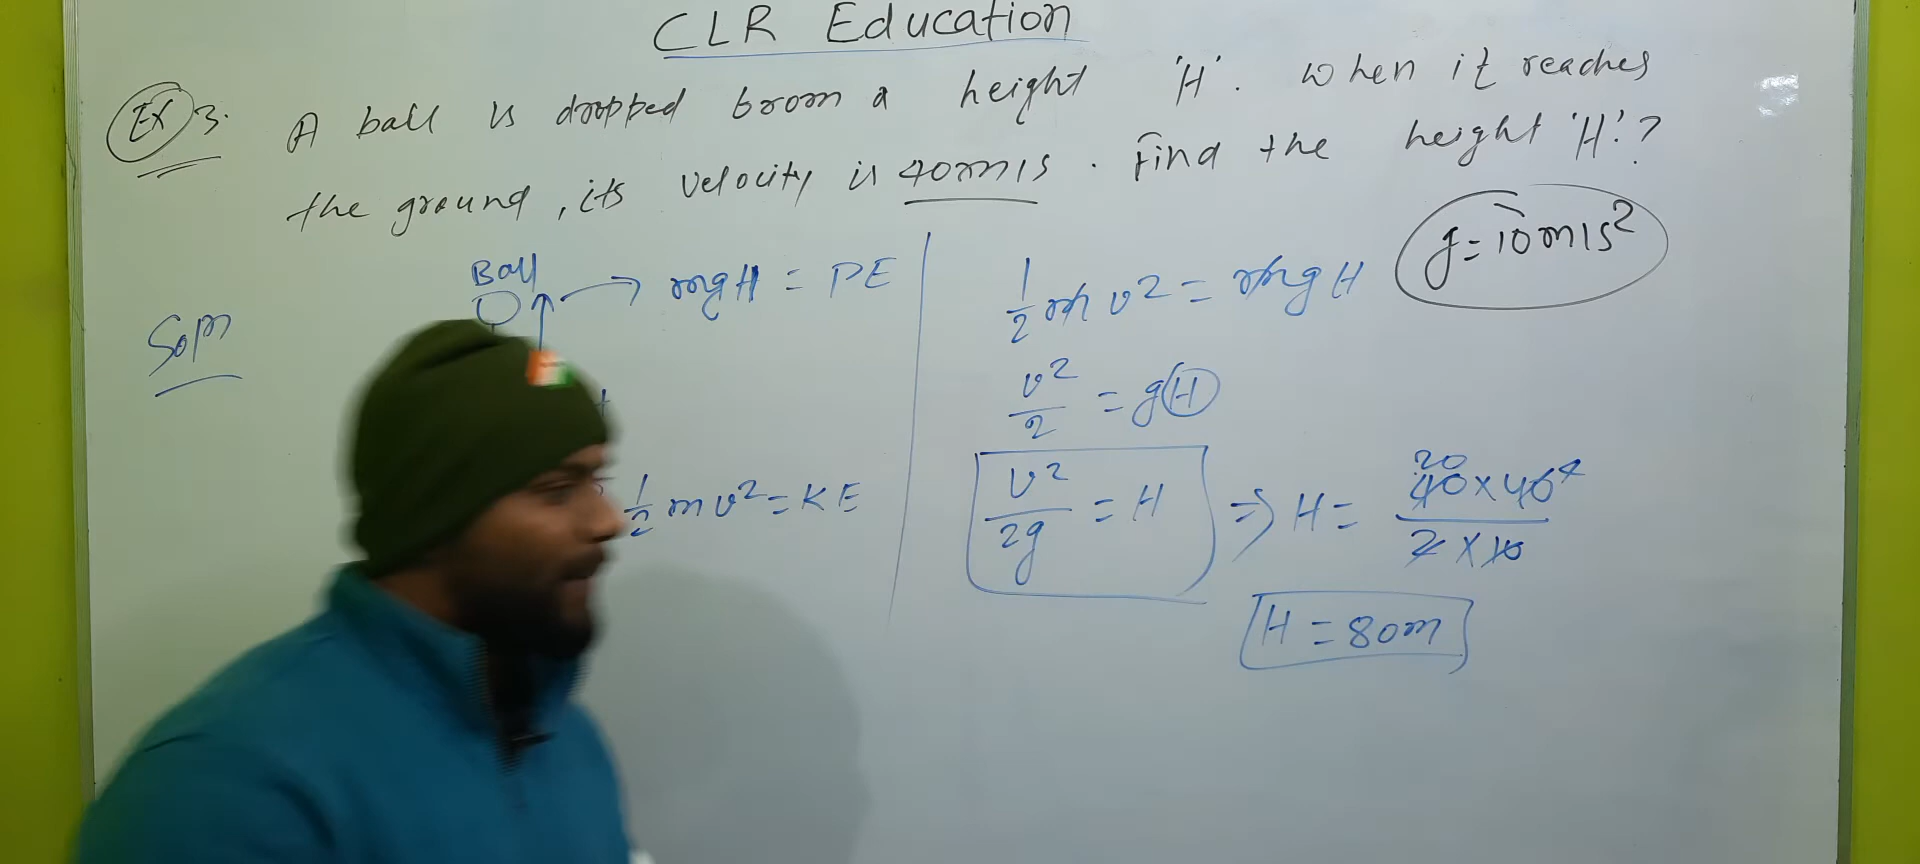 CLR Education
Ex 3. A ball is dropped from a height 'H'. When it reaches
the ground, its velocity is 40m/s. Find the height 'H'?
g = 10m/s²
Soln
Ball
mgH = PE
1/2 mv² = KE
1/2 mv² = mgH
v²/2 = gH
v²/2g = H ⇒ H = 40×40/2×10
20
4
H = 80m